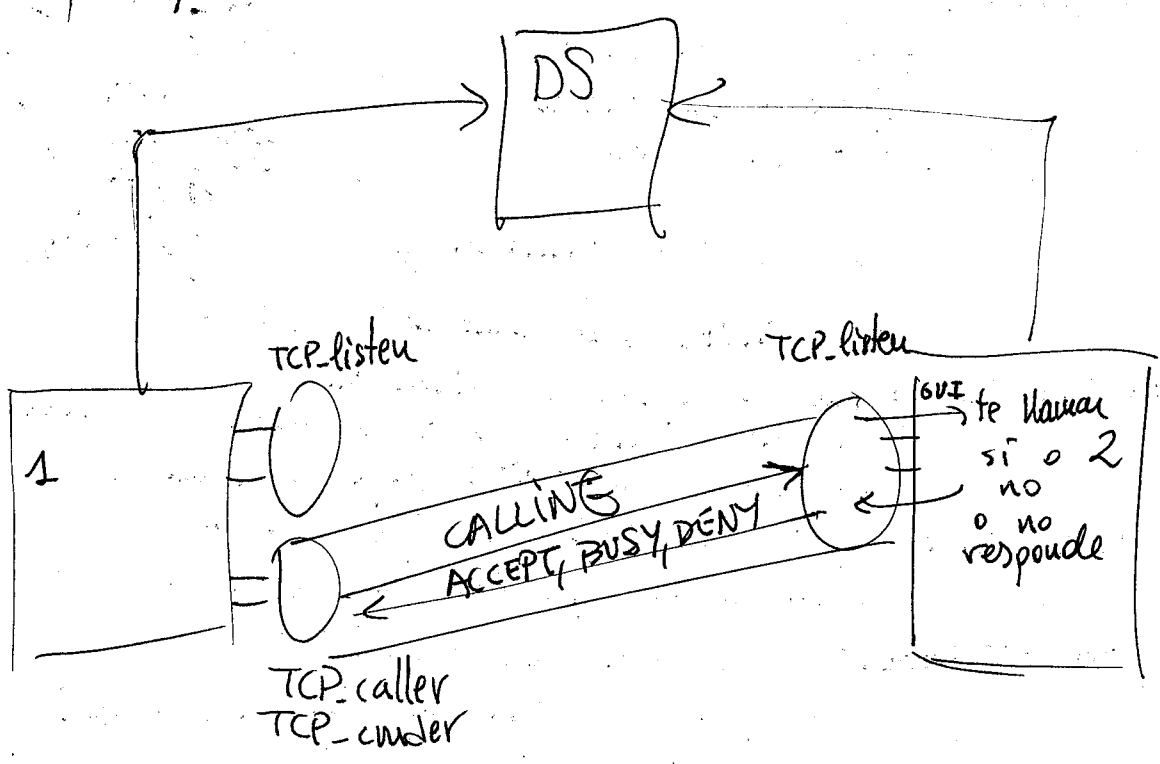 DS
TCP_listen
TCP_listen
1
GUI
te llaman
si o 2
no
o no
responde
CALLING
ACCEPT, BUSY, DENY
TCP_caller
TCP_cmder